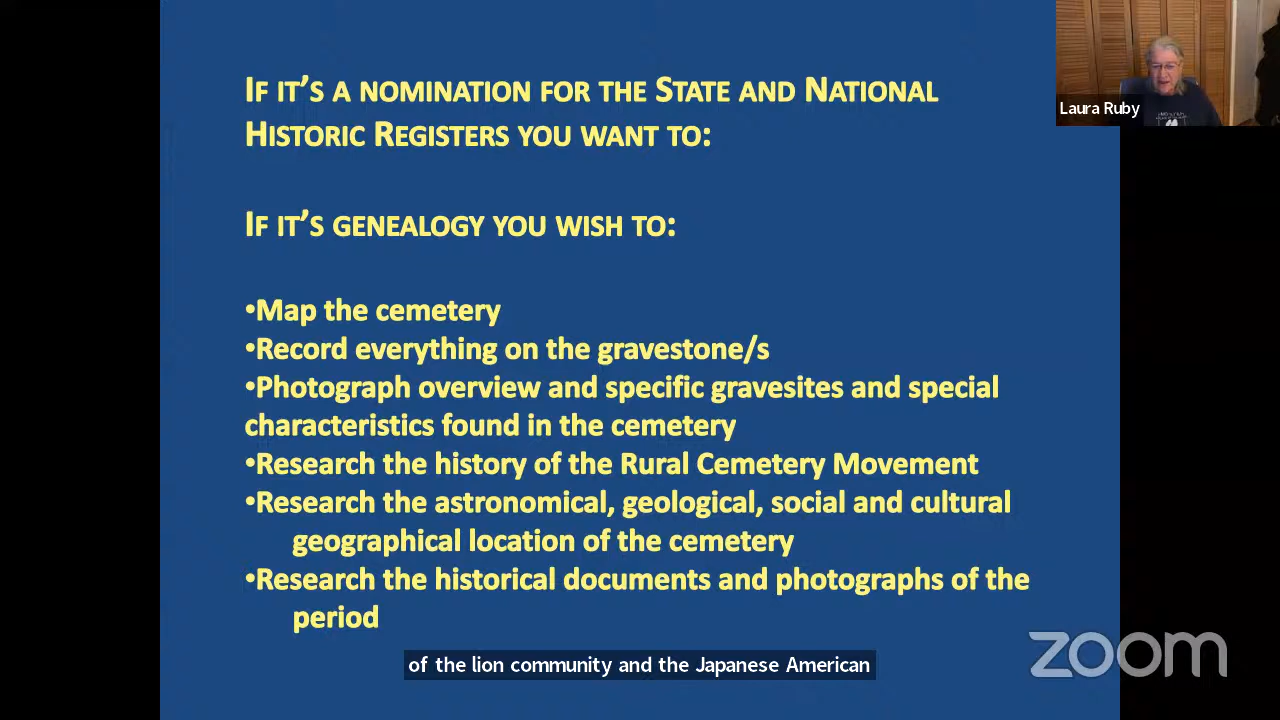 IF IT'S A NOMINATION FOR THE STATE AND NATIONAL
HISTORIC REGISTERS YOU WANT TO:
IF IT'S GENEALOGY YOU WISH TO:
•Map the cemetery
•Record everything on the gravestone/s
•Photograph overview and specific gravesites and special
characteristics found in the cemetery
•Research the history of the Rural Cemetery Movement
•Research the astronomical, geological, social and cultural
geographical location of the cemetery
•Research the historical documents and photographs of the
period
of the lion community and the Japanese American
Laura Ruby
zoom